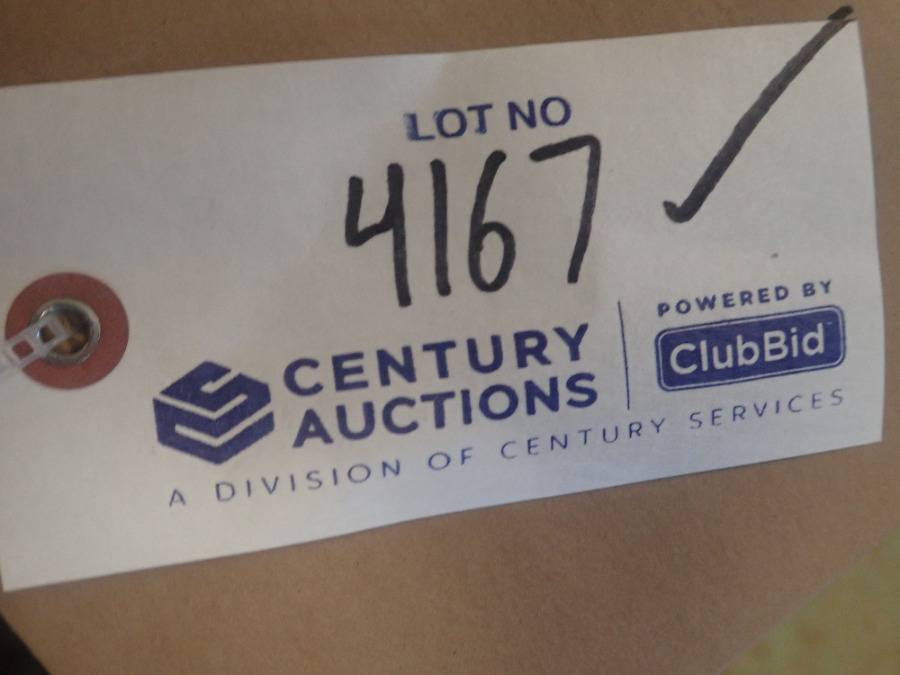 LOT NO
4167
POWERED BY
ClubBid
CENTURY
AUCTIONS
A DIVISION OF CENTURY SERVICES